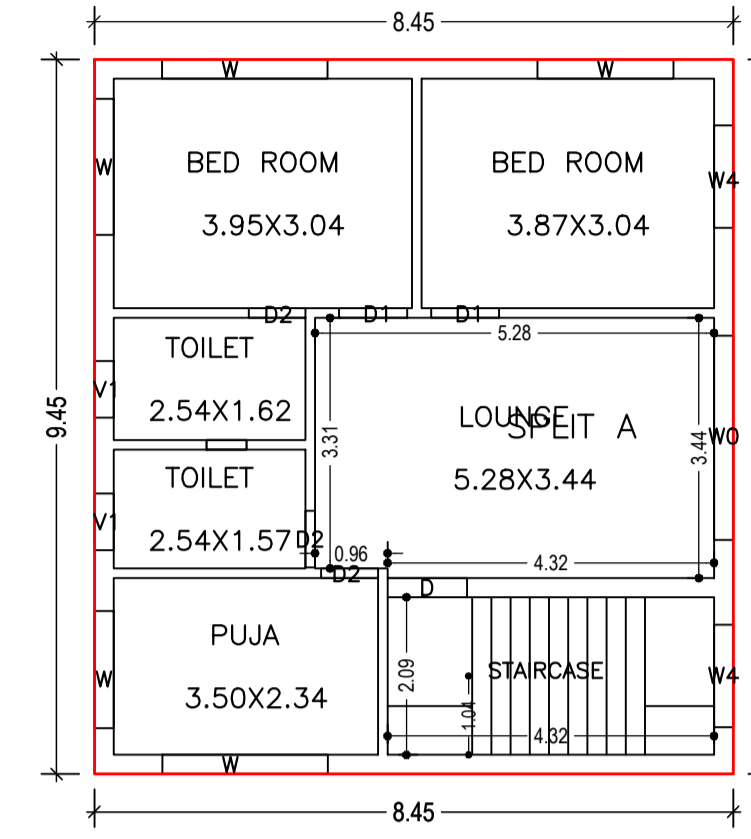 8.45
W W
BED ROOM BED ROOM
W W4
3.95X3.04 3.87X3.04
D2 D1 D1
5.28
TOILET
V1
2.54X1.62
9.45
3.31
LOUNGE
SPLIT A
W0
3.44
5.28X3.44
TOILET
V1
2.54X1.57 D2
0.96
4.32
D2
D
PUJA
2.09
STAIRCASE
W W4
3.50X2.34
1.04
4.32
W
8.45